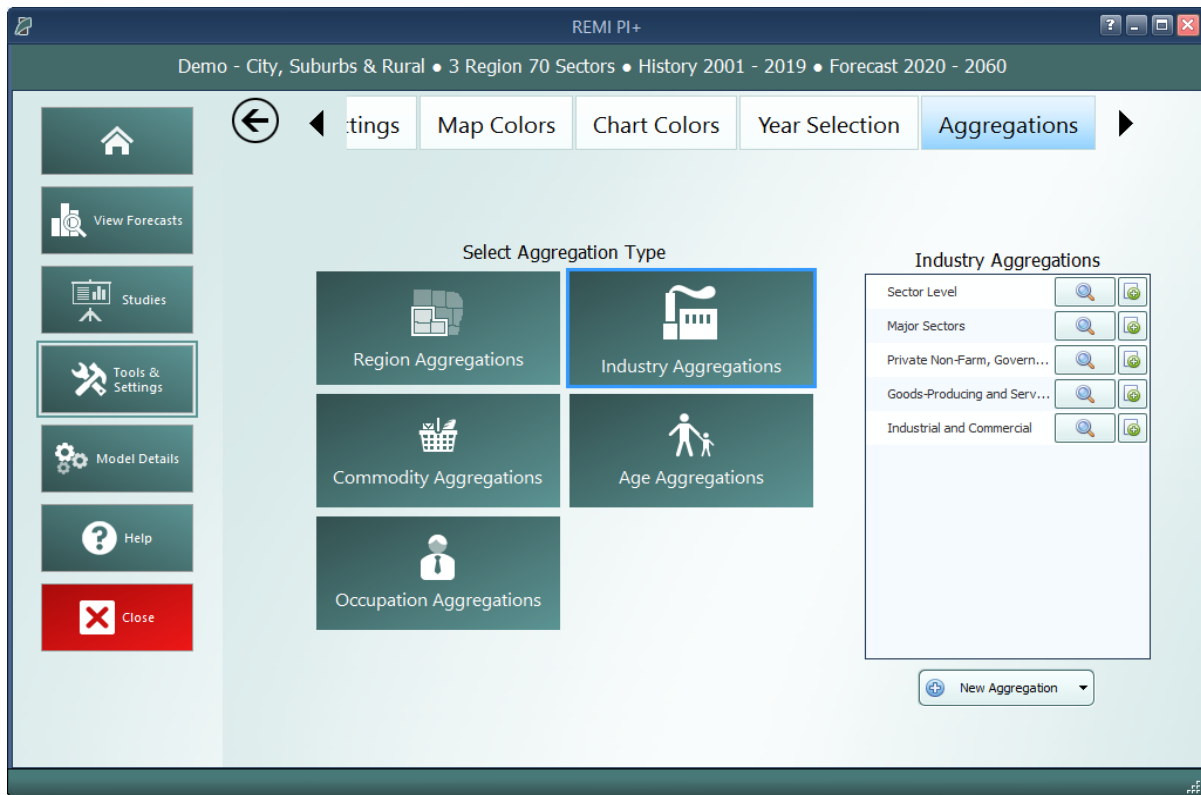 REMI PI+
Demo - City, Suburbs & Rural ● 3 Region 70 Sectors ● History 2001 - 2019 ● Forecast 2020 - 2060
View Forecasts
Studies
Tools &
Settings
Model Details
Help
Close
ttings
Map Colors
Chart Colors
Year Selection
Aggregations
Select Aggregation Type
Region Aggregations
Industry Aggregations
Commodity Aggregations
Age Aggregations
Occupation Aggregations
Industry Aggregations
Sector Level
Major Sectors
Private Non-Farm, Govern...
Goods-Producing and Serv...
Industrial and Commercial
New Aggregation